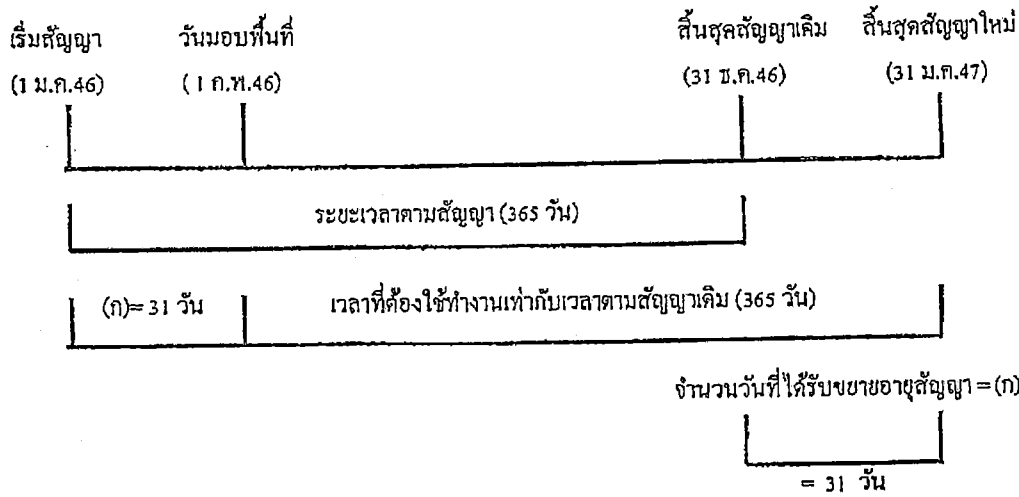 เริ่มสัญญา วันมอบพื้นที่ สิ้นสุดสัญญาเดิม สิ้นสุดสัญญาใหม่
(1 ม.ค.46) ( 1 ก.พ.46) (31 ธ.ค.46) (31 ม.ค.47)
ระยะเวลาตามสัญญา (365 วัน)
(ก)= 31 วัน เวลาที่ต้องใช้ทำงานเท่ากับเวลาตามสัญญาเดิม (365 วัน)
จำนวนวันที่ได้รับขยายอายุสัญญา = (ก)
= 31 วัน